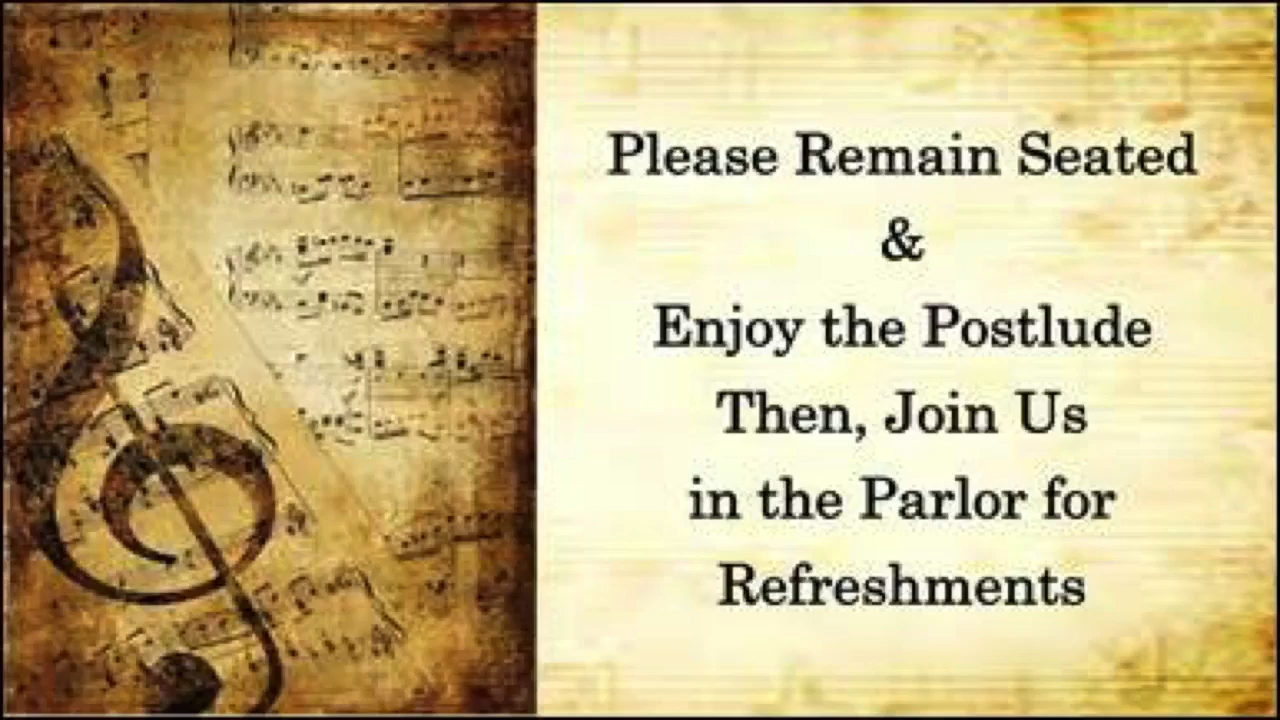 Please Remain Seated
&
Enjoy the Postlude
Then, Join Us
in the Parlor for
Refreshments